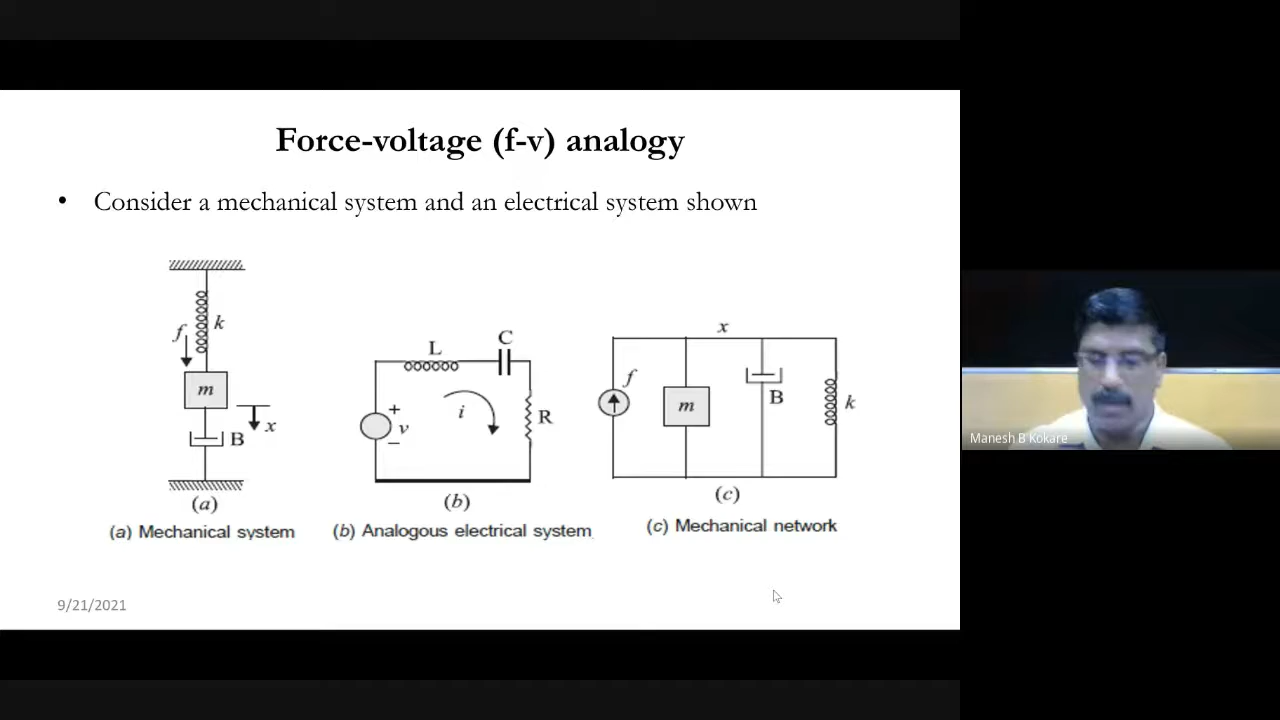 Force-voltage (f-v) analogy
• Consider a mechanical system and an electrical system shown
f
k
m
x
B
(a)
(a) Mechanical system
L
C
+
v
−
i
R
(b)
(b) Analogous electrical system
x
f
m
B
k
(c)
(c) Mechanical network
9/21/2021
Manesh B Kokare